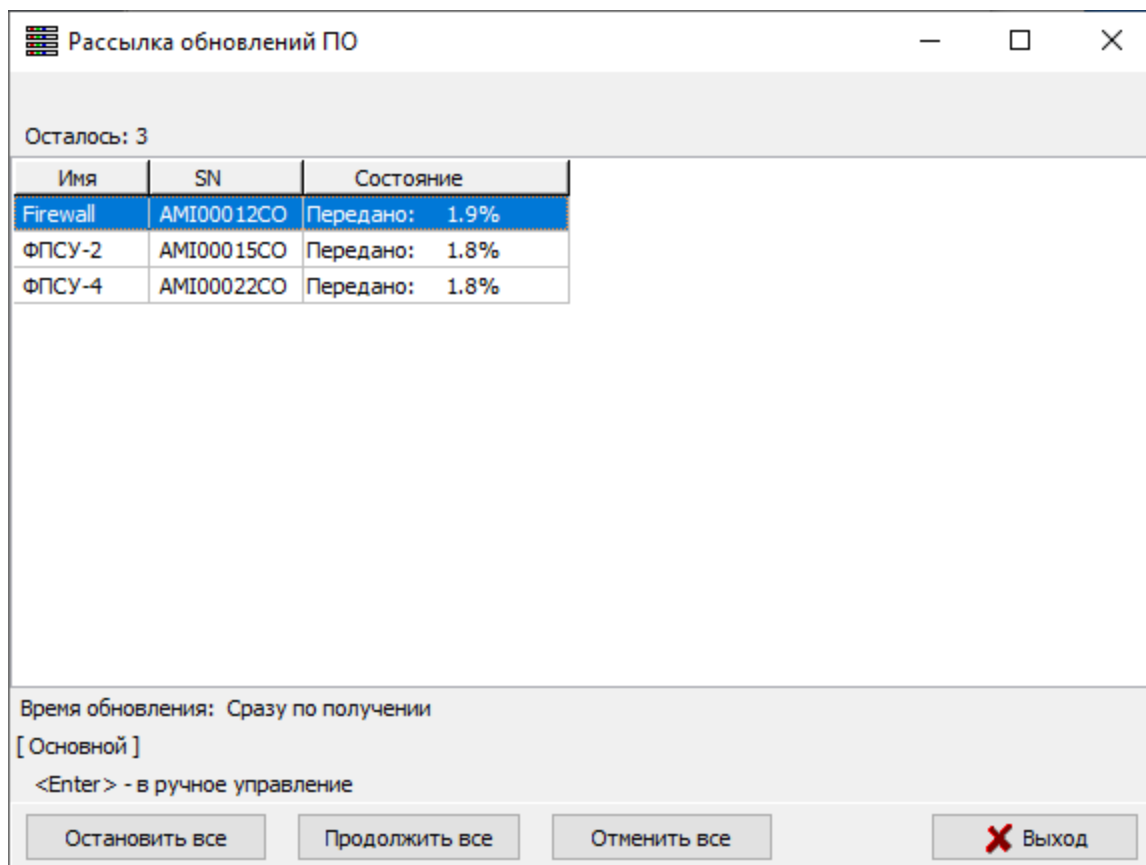 Рассылка обновлений ПО
Осталось: 3
Имя SN Состояние
Firewall AMI00012CO Передано: 1.9%
ФПСУ-2 AMI00015CO Передано: 1.8%
ФПСУ-4 AMI00022CO Передано: 1.8%
Время обновления: Сразу по получении
[ Основной ]
<Enter> - в ручное управление
Остановить все Продолжить все Отменить все Выход